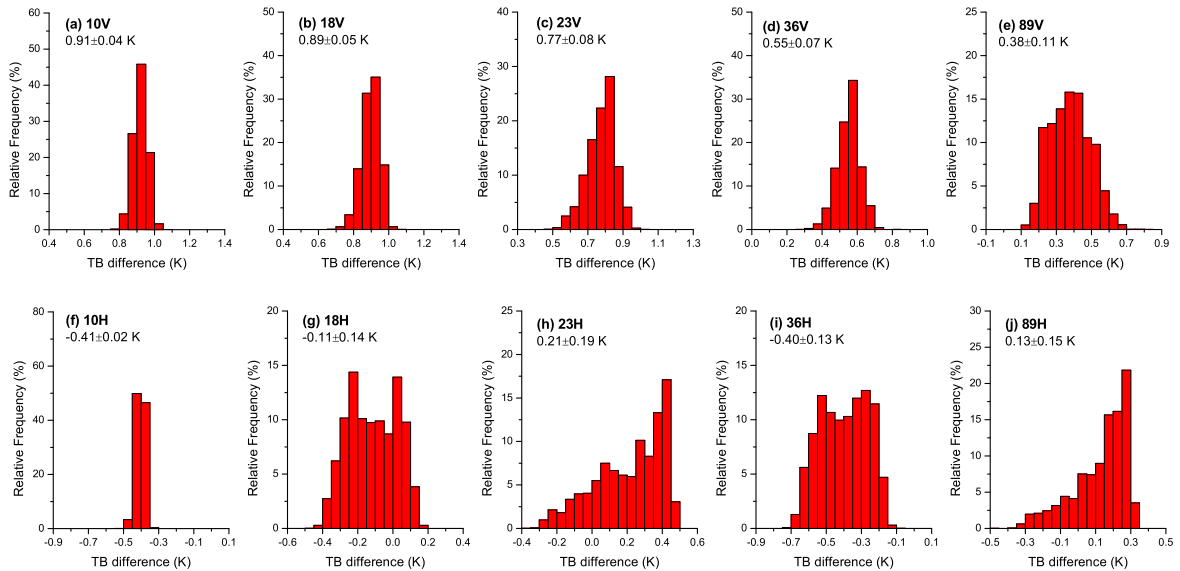 (a) 10V
0.91±0.04 K
Relative Frequency (%)
60
50
40
30
20
10
0
0.4 0.6 0.8 1.0 1.2 1.4
TB difference (K)
(b) 18V
0.89±0.05 K
Relative Frequency (%)
50
40
30
20
10
0
0.4 0.6 0.8 1.0 1.2 1.4
TB difference (K)
(c) 23V
0.77±0.08 K
Relative Frequency (%)
40
30
20
10
0
0.3 0.5 0.7 0.9 1.1 1.3
TB difference (K)
(d) 36V
0.55±0.07 K
Relative Frequency (%)
50
40
30
20
10
0
0.0 0.2 0.4 0.6 0.8 1.0
TB difference (K)
(e) 89V
0.38±0.11 K
Relative Frequency (%)
25
20
15
10
5
0
-0.1 0.1 0.3 0.5 0.7 0.9
TB difference (K)
(f) 10H
-0.41±0.02 K
Relative Frequency (%)
80
60
40
20
0
-0.9 -0.7 -0.5 -0.3 -0.1 0.1
TB difference (K)
(g) 18H
-0.11±0.14 K
Relative Frequency (%)
20
15
10
5
0
-0.6 -0.4 -0.2 0.0 0.2 0.4
TB difference (K)
(h) 23H
0.21±0.19 K
Relative Frequency (%)
25
20
15
10
5
0
-0.4 -0.2 0.0 0.2 0.4 0.6
TB difference (K)
(i) 36H
-0.40±0.13 K
Relative Frequency (%)
20
15
10
5
0
-0.9 -0.7 -0.5 -0.3 -0.1 0.1
TB difference (K)
(j) 89H
0.13±0.15 K
Relative Frequency (%)
30
25
20
15
10
5
0
-0.5 -0.3 -0.1 0.1 0.3 0.5
TB difference (K)